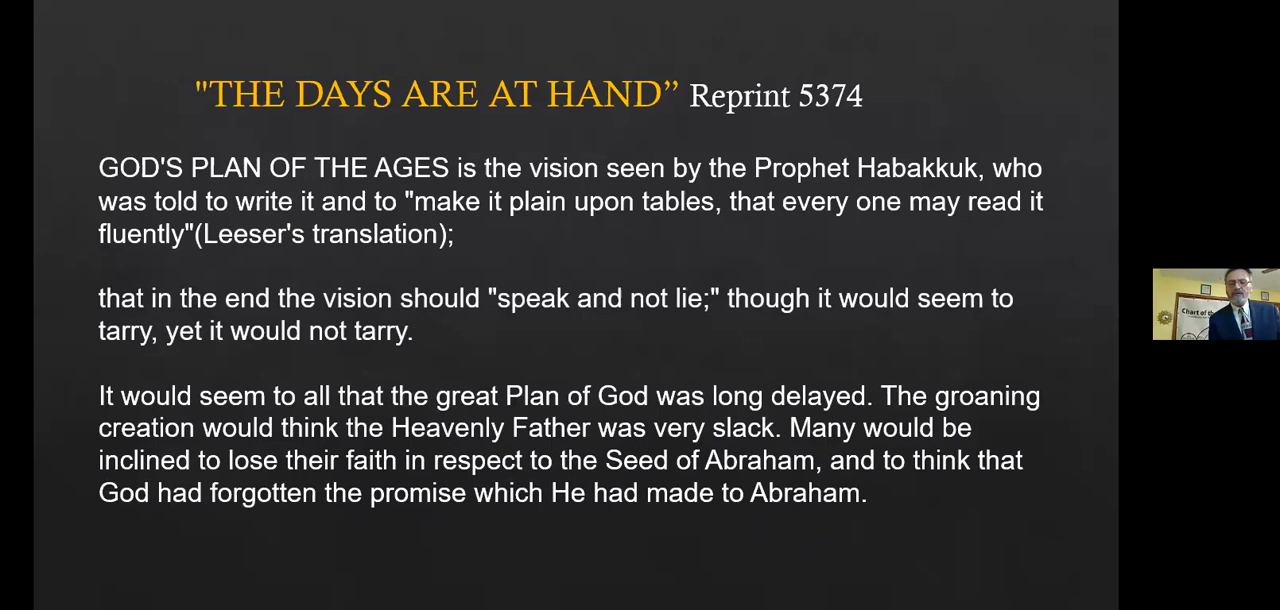 "THE DAYS ARE AT HAND” Reprint 5374
GOD'S PLAN OF THE AGES is the vision seen by the Prophet Habakkuk, who
was told to write it and to "make it plain upon tables, that every one may read it
fluently"(Leeser's translation);
that in the end the vision should "speak and not lie;" though it would seem to
tarry, yet it would not tarry.
It would seem to all that the great Plan of God was long delayed. The groaning
creation would think the Heavenly Father was very slack. Many would be
inclined to lose their faith in respect to the Seed of Abraham, and to think that
God had forgotten the promise which He had made to Abraham.
Chart of the